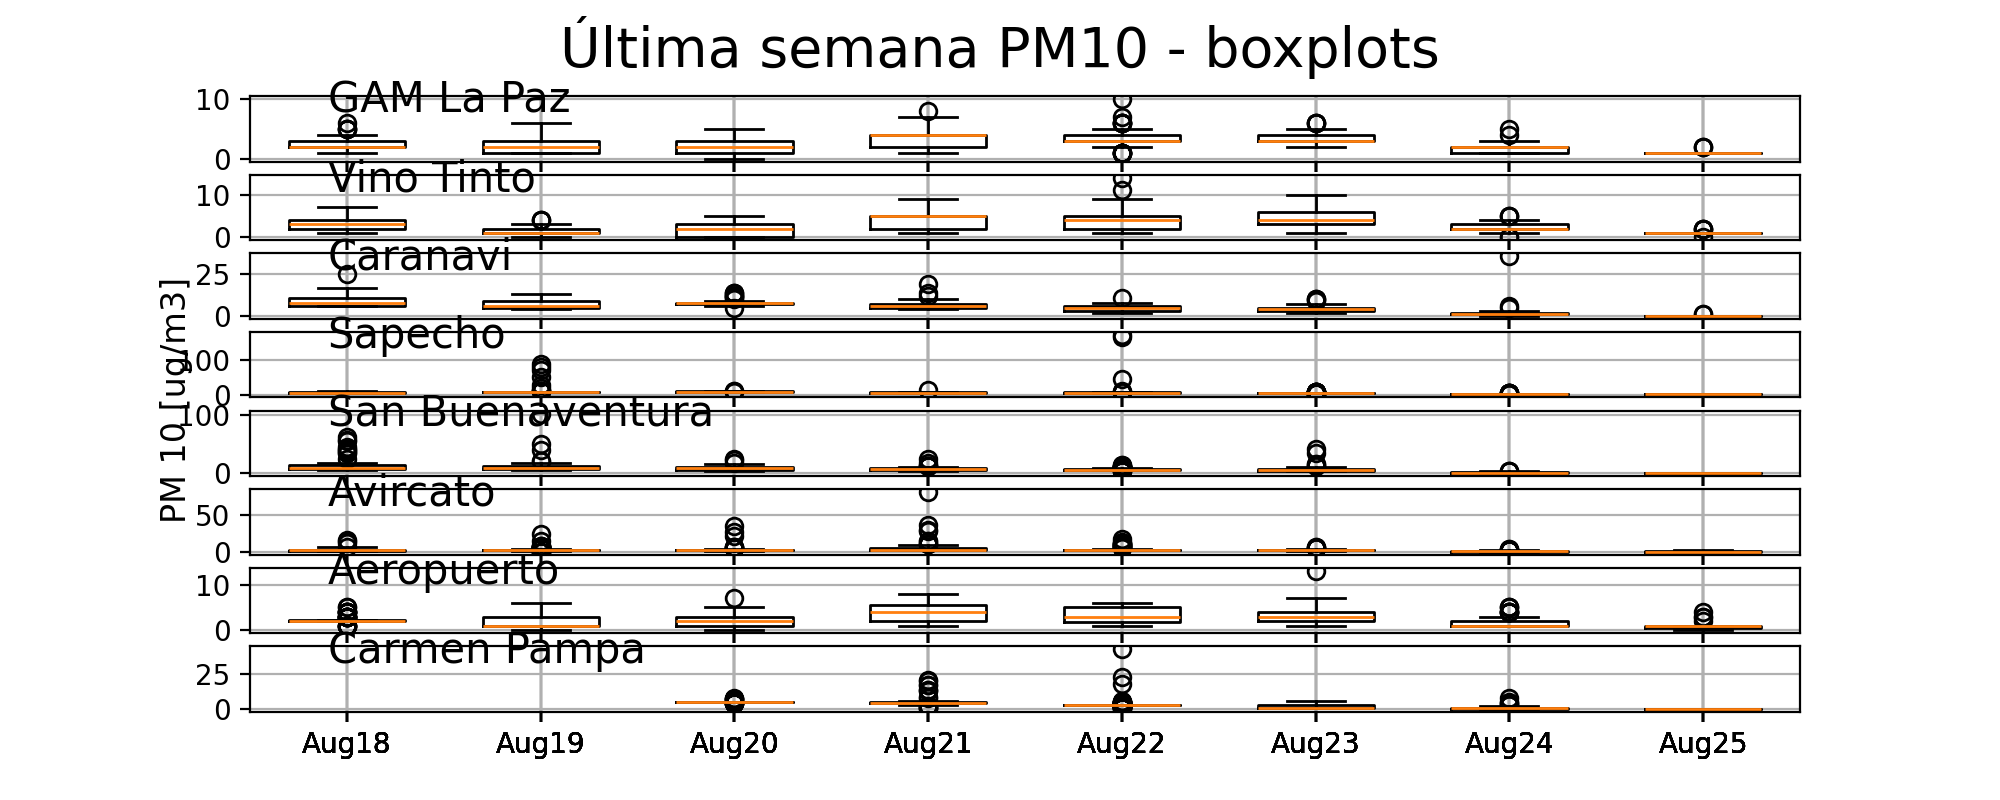 Última semana PM10 - boxplots
PM 10 [ug/m3]
GAM La Paz
10
0
Vino Tinto
10
0
Caranavi
25
0
Sapecho
100
0
San Buenaventura
100
0
Avircato
50
0
Aeropuerto
10
0
Carmen Pampa
25
0
Aug18 Aug19 Aug20 Aug21 Aug22 Aug23 Aug24 Aug25